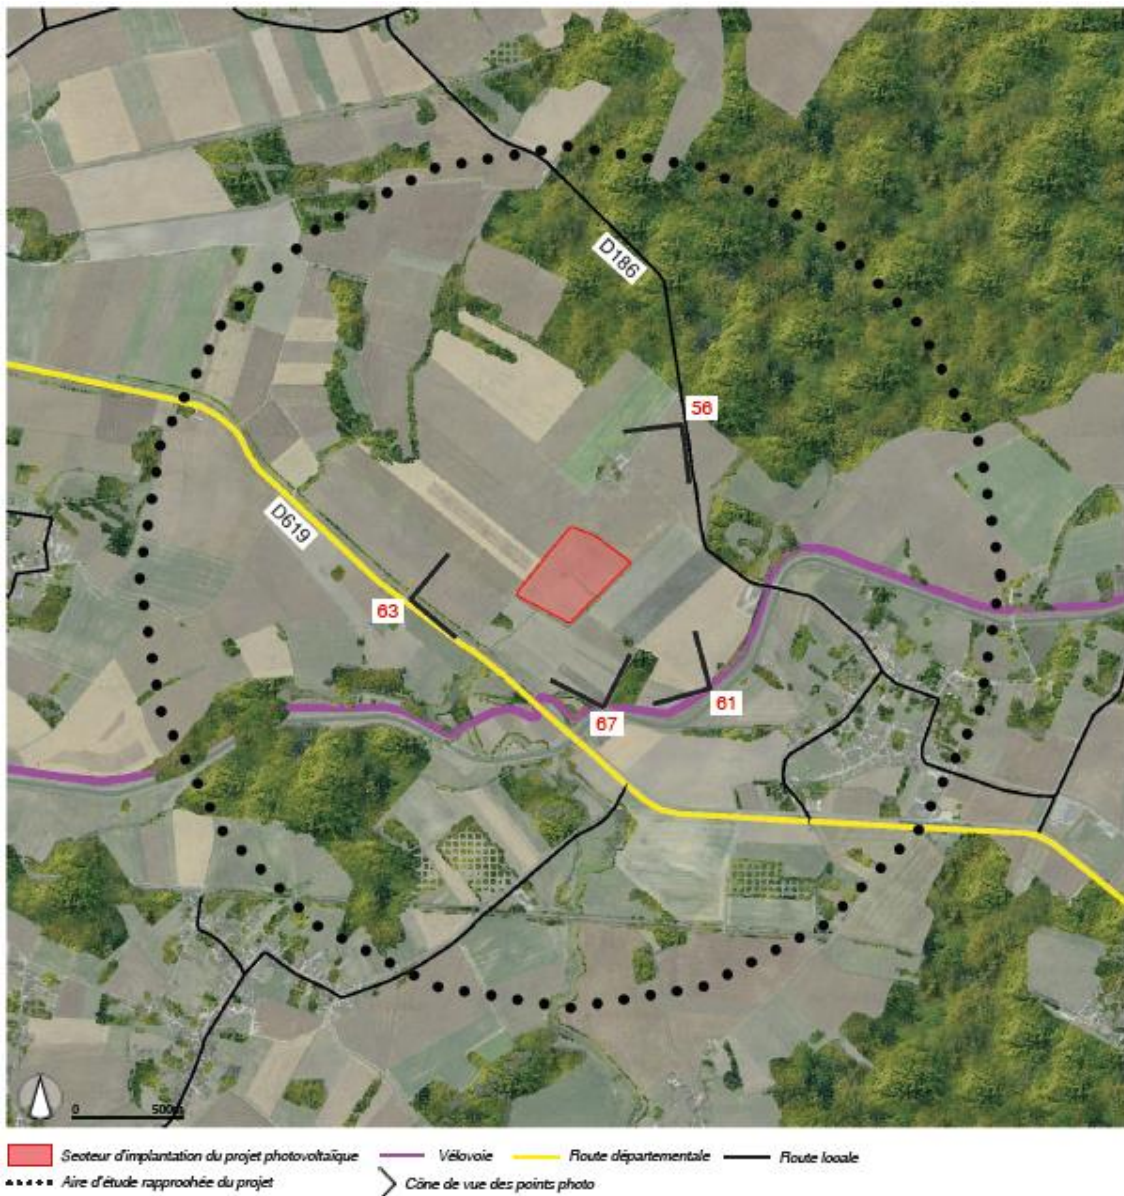 D186
56
D619
63
61
67
0 500m
Secteur d'implantation du projet photovoltaïque Vélovoie Route départementale Route locale
Aire d'étude rapprochée du projet Cône de vue des points photo